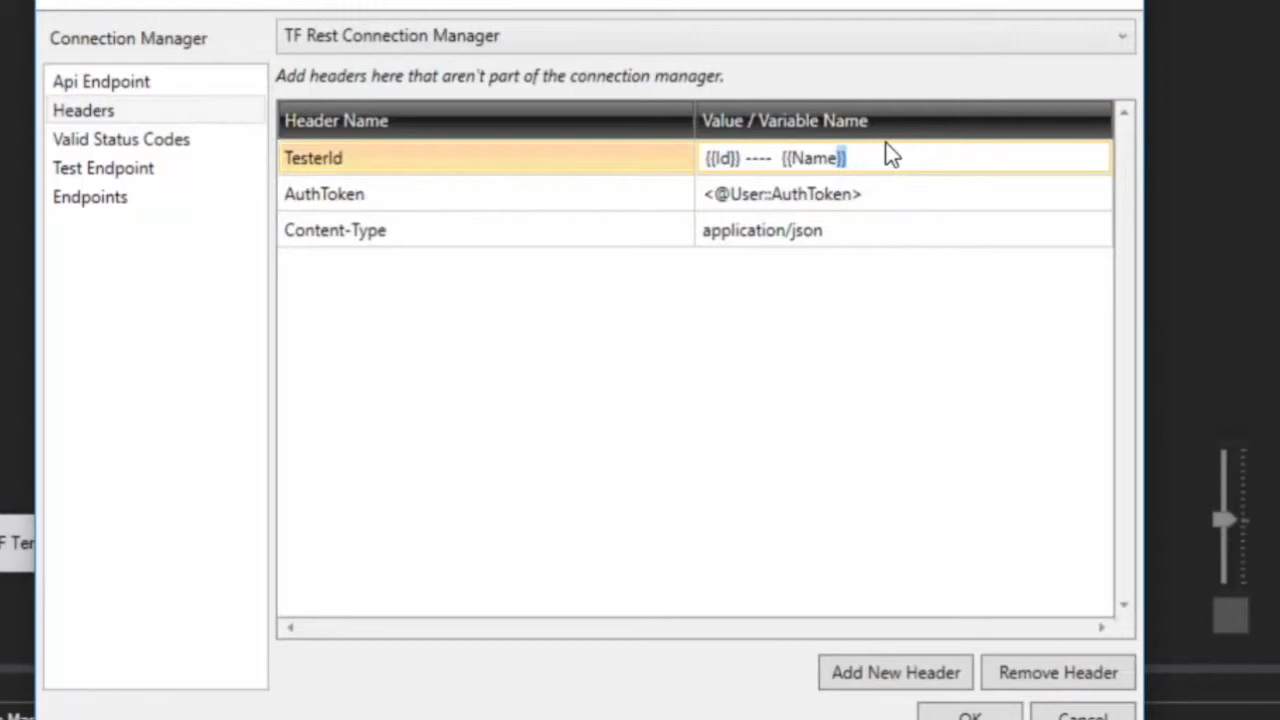 Connection Manager
TF Rest Connection Manager
Api Endpoint
Headers
Valid Status Codes
Test Endpoint
Endpoints
Add headers here that aren't part of the connection manager.
Header Name Value / Variable Name
TesterId {{Id}} ---- {{Name}}
AuthToken <@User::AuthToken>
Content-Type application/json
Add New Header Remove Header
OK Cancel